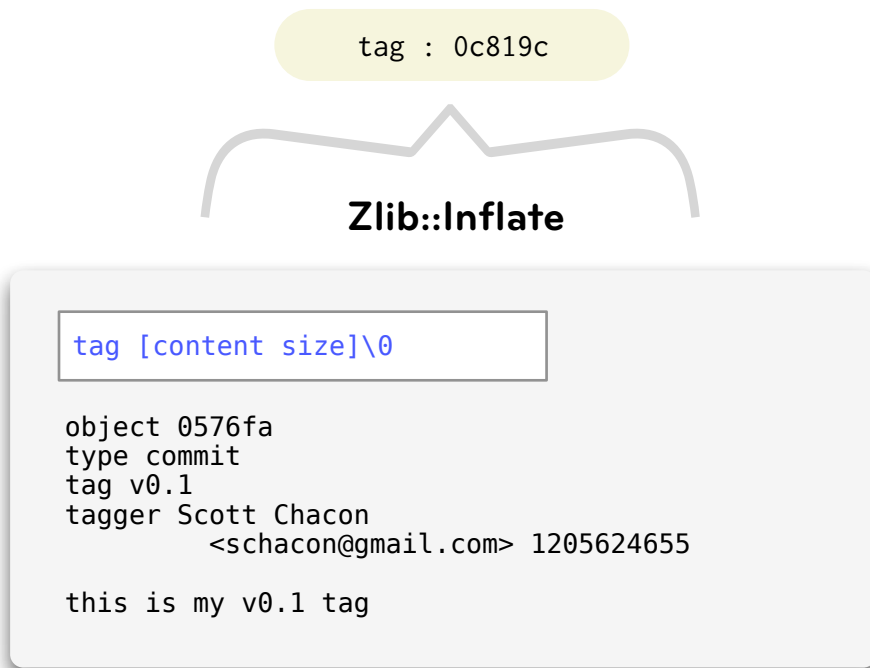 tag : 0c819c
Zlib::Inflate
tag [content size]\0
object 0576fa
type commit
tag v0.1
tagger Scott Chacon
<schacon@gmail.com> 1205624655
this is my v0.1 tag